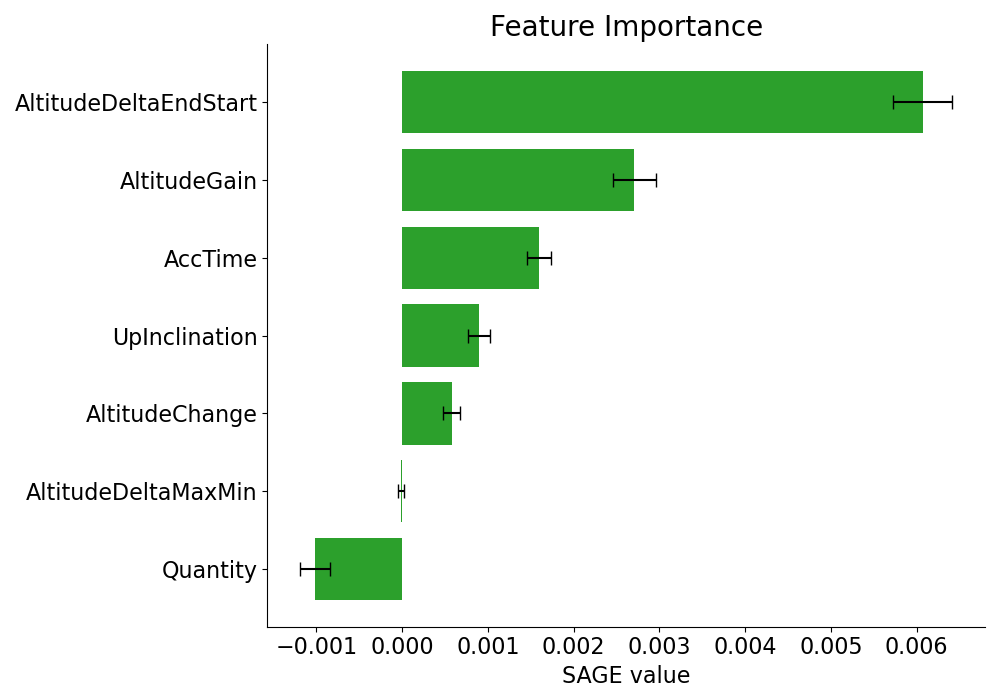 Feature Importance
AltitudeDeltaEndStart
AltitudeGain
AccTime
UpInclination
AltitudeChange
AltitudeDeltaMaxMin
Quantity
−0.001 0.000 0.001 0.002 0.003 0.004 0.005 0.006
SAGE value